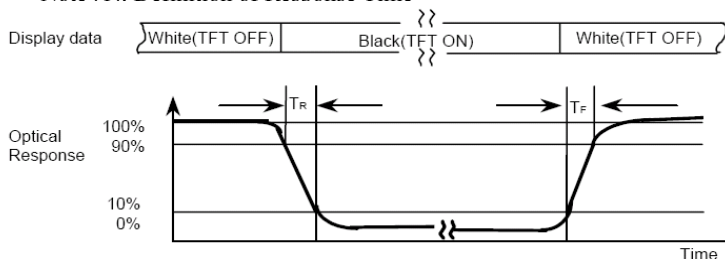 Display data White(TFT OFF) Black(TFT ON) White(TFT OFF)
TR TF
Optical Response
100%
90%
10%
0%
Time